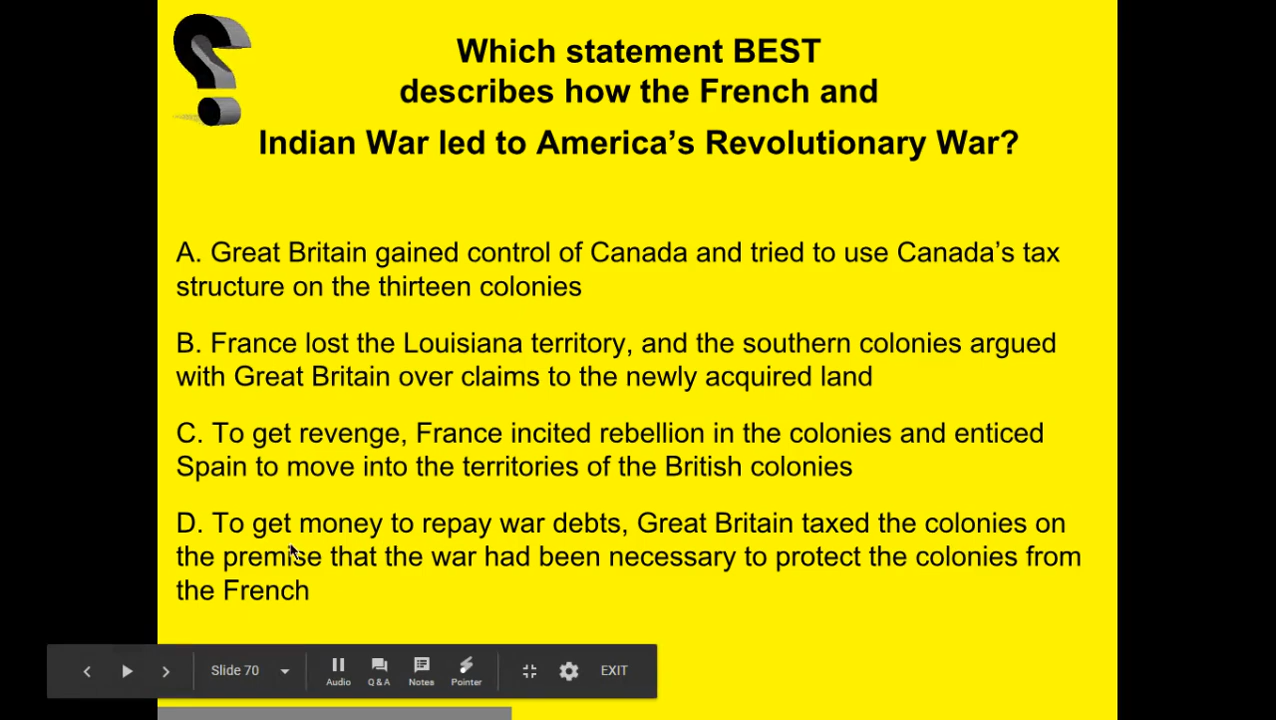 Which statement BEST
describes how the French and
Indian War led to America’s Revolutionary War?
A. Great Britain gained control of Canada and tried to use Canada’s tax
structure on the thirteen colonies
B. France lost the Louisiana territory, and the southern colonies argued
with Great Britain over claims to the newly acquired land
C. To get revenge, France incited rebellion in the colonies and enticed
Spain to move into the territories of the British colonies
D. To get money to repay war debts, Great Britain taxed the colonies on
the premise that the war had been necessary to protect the colonies from
the French
Slide 70
Audio
Q & A
Notes
Pointer
EXIT